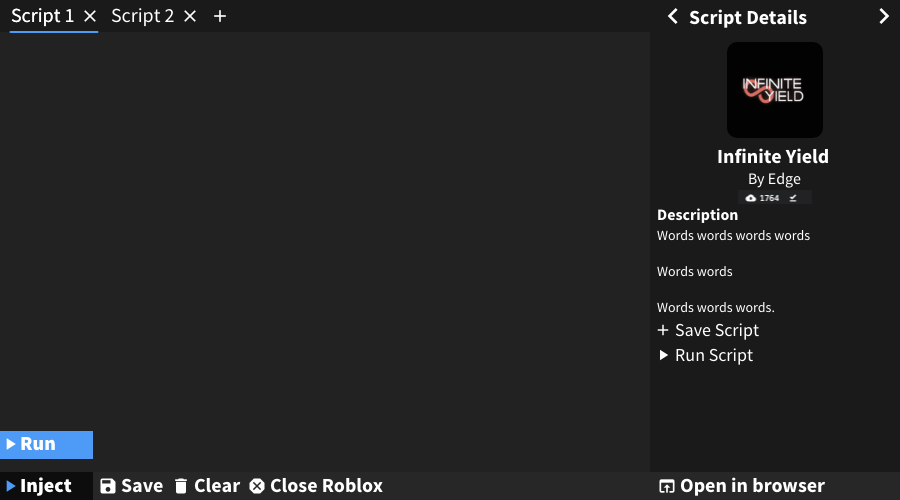 Script 1
Script 2
Script Details
INFINITE
YIELD
Infinite Yield
By Edge
1764
Description
Words words words words
Words words
Words words words.
Save Script
Run Script
Run
Inject
Save
Clear
Close Roblox
Open in browser